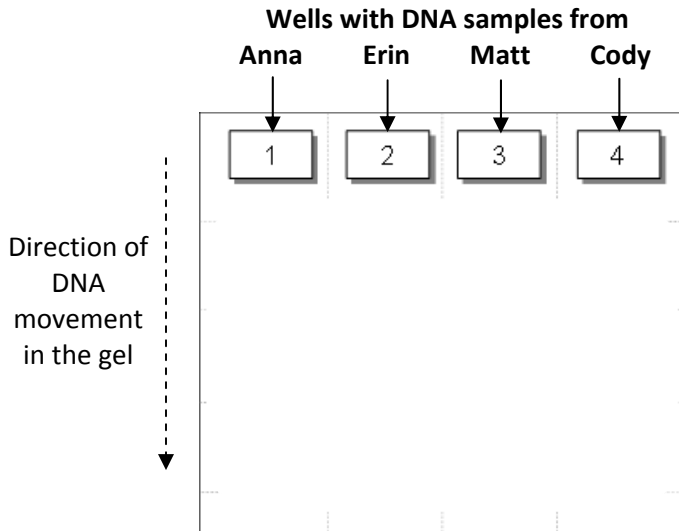 Wells with DNA samples from
Anna Erin Matt Cody
1 2 3 4
Direction of
DNA
movement
in the gel